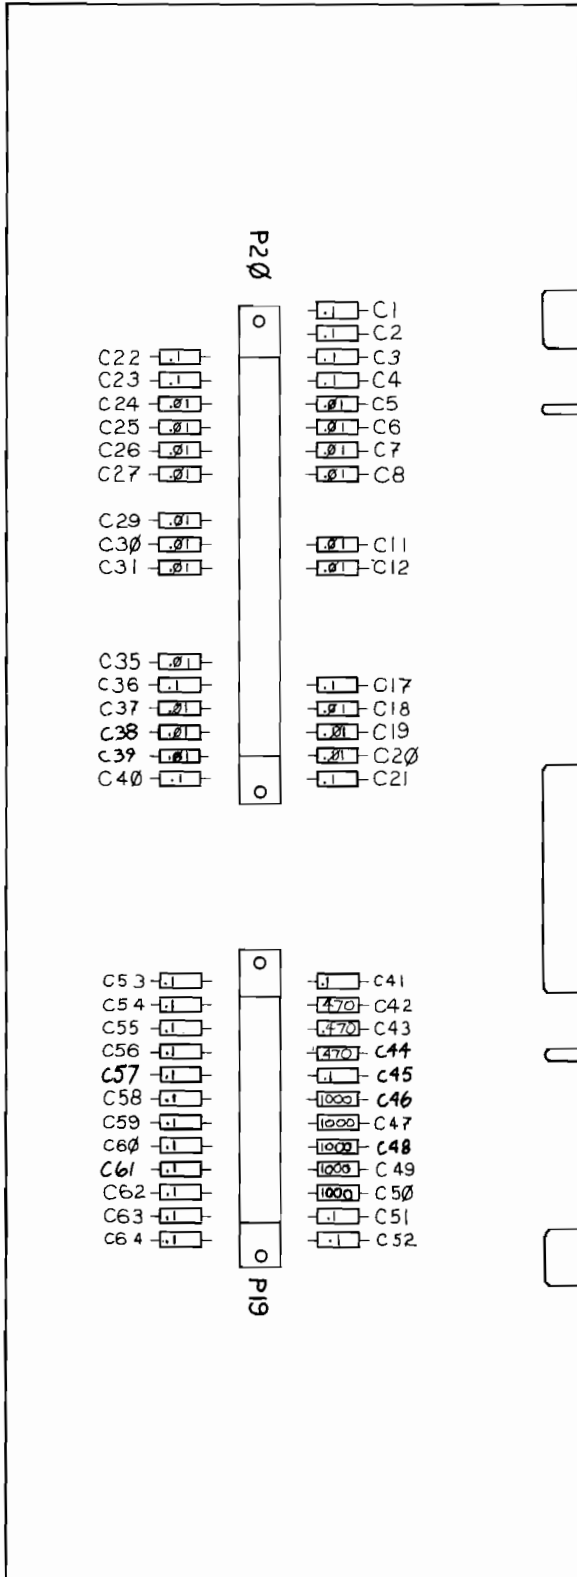 P2Ø
.1 C1
.1 C2
C22 .1 .1 C3
C23 .1 .1 C4
C24 .Ø1 .Ø1 C5
C25 .Ø1 .Ø1 C6
C26 .Ø1 .Ø1 C7
C27 .Ø1 .Ø1 C8
C29 .Ø1
C3Ø .Ø1 .Ø1 C11
C31 .Ø1 .Ø1 C12
C35 .Ø1
C36 .1 .1 C17
C37 .Ø1 .Ø1 C18
C38 .Ø1 .Ø1 C19
C39 .Ø1 .Ø1 C2Ø
C4Ø .1 .1 C21
C53 .1 .1 C41
C54 .1 470 C42
C55 .1 .470 C43
C56 .1 470 C44
C57 .1 .1 C45
C58 .1 1000 C46
C59 .1 1000 C47
C6Ø .1 1000 C48
C61 .1 1000 C49
C62 .1 1000 C5Ø
C63 .1 .1 C51
C64 .1 .1 C52
P19